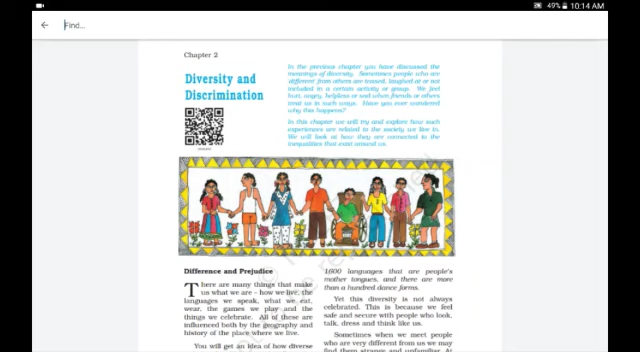 49% 10:14 AM
Find...
Chapter 2
Diversity and
Discrimination
In the previous chapter you have discussed the
meanings of diversity. Sometimes people who are
'different' from others are teased, laughed at or not
included in a certain activity or group. We feel
hurt, angry, helpless or sad when friends or others
treat us in such ways. Have you ever wondered
why this happens?
In this chapter we will try and explore how such
experiences are related to the society we live in.
We will look at how they are connected to the
inequalities that exist around us.
Difference and Prejudice
There are many things that make
us what we are – how we live, the
languages we speak, what we eat,
wear, the games we play and the
things we celebrate. All of these are
influenced both by the geography and
history of the place where we live.
You will get an idea of how diverse
1600 languages that are people's
mother tongues, and there are more
than a hundred dance forms.
Yet this diversity is not always
celebrated. This is because we feel
safe and secure with people who look,
talk, dress and think like us.
Sometimes when we meet people
who are very different from us we may
find them strange and unfamiliar. At